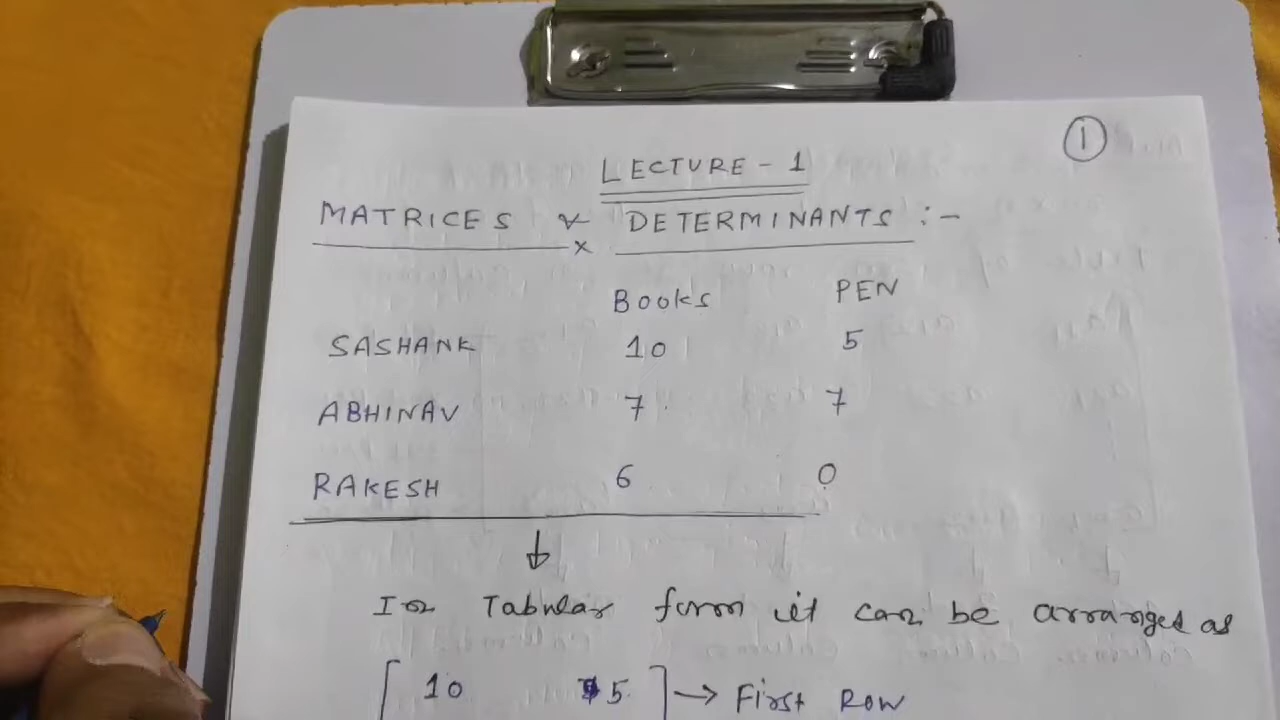 1
LECTURE - 1
MATRICES & DETERMINANTS :-
Books PEN
SASHANK 10 5
ABHINAV 7 7
RAKESH 6 0
↓
In Tabular form it can be arranged as
[ 10 5 ] → First Row